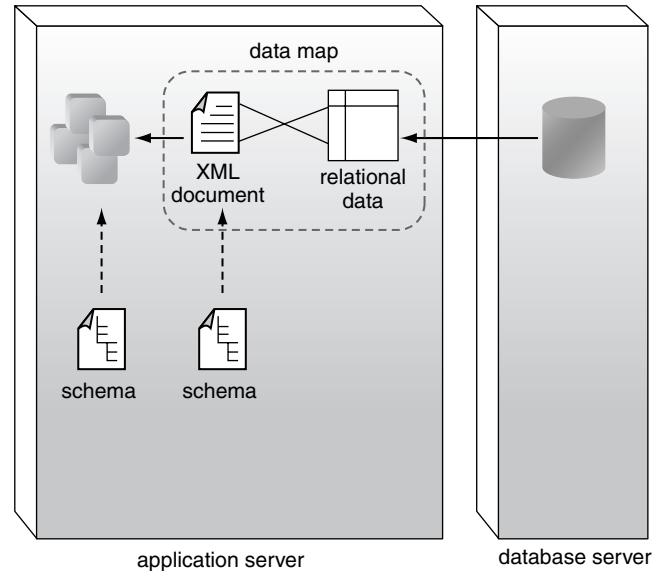 data map
XML
document
relational
data
schema
schema
application server
database server